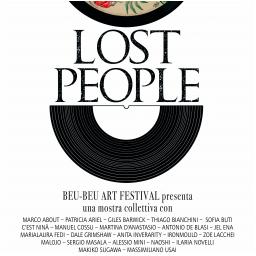 LOST
PEOPLE
BEU-BEU ART FESTIVAL presenta
una mostra collettiva con
MARCO ABOUT – PATRICIA ARIEL – GILES BARWICK – THIAGO BIANCHINI – SOFIA BUTI
C'EST NINÀ – MANUEL COSSU – MARTINA D'ANASTASIO – ANTONIO DE BLASI – JEL ENA
MARIALAURA FEDI – DALE GRIMSHAW – ANITA INVERARITY – IRONMOULD – ZOE LACCHEI
MALOJO – SERGIO MASALA – ALESSIO MINI – NAOSHI – ILARIA NOVELLI
MAKIKO SUGAWA – MASSIMILIANO USAI